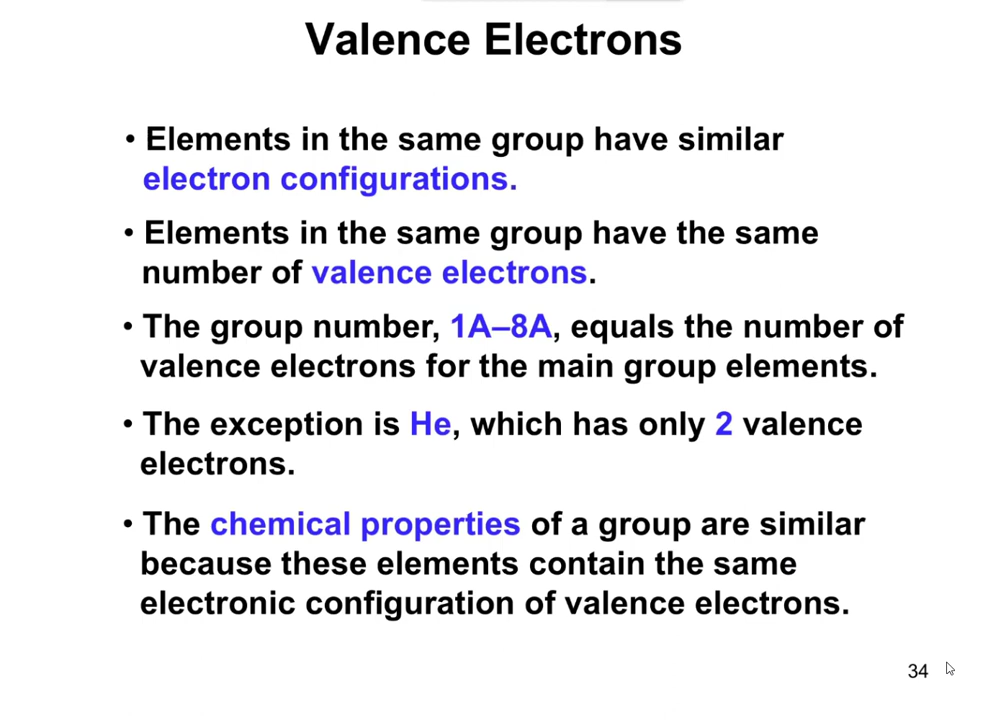 Valence Electrons
• Elements in the same group have similar
electron configurations.
• Elements in the same group have the same
number of valence electrons.
• The group number, 1A–8A, equals the number of
valence electrons for the main group elements.
• The exception is He, which has only 2 valence
electrons.
• The chemical properties of a group are similar
because these elements contain the same
electronic configuration of valence electrons.
34